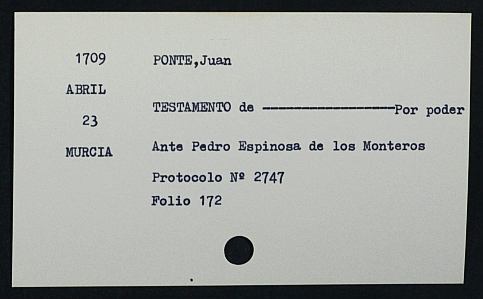 1709 PONTE,Juan
ABRIL
TESTAMENTO de -----------------Por poder
23
MURCIA Ante Pedro Espinosa de los Monteros
Protocolo Nº 2747
Folio 172